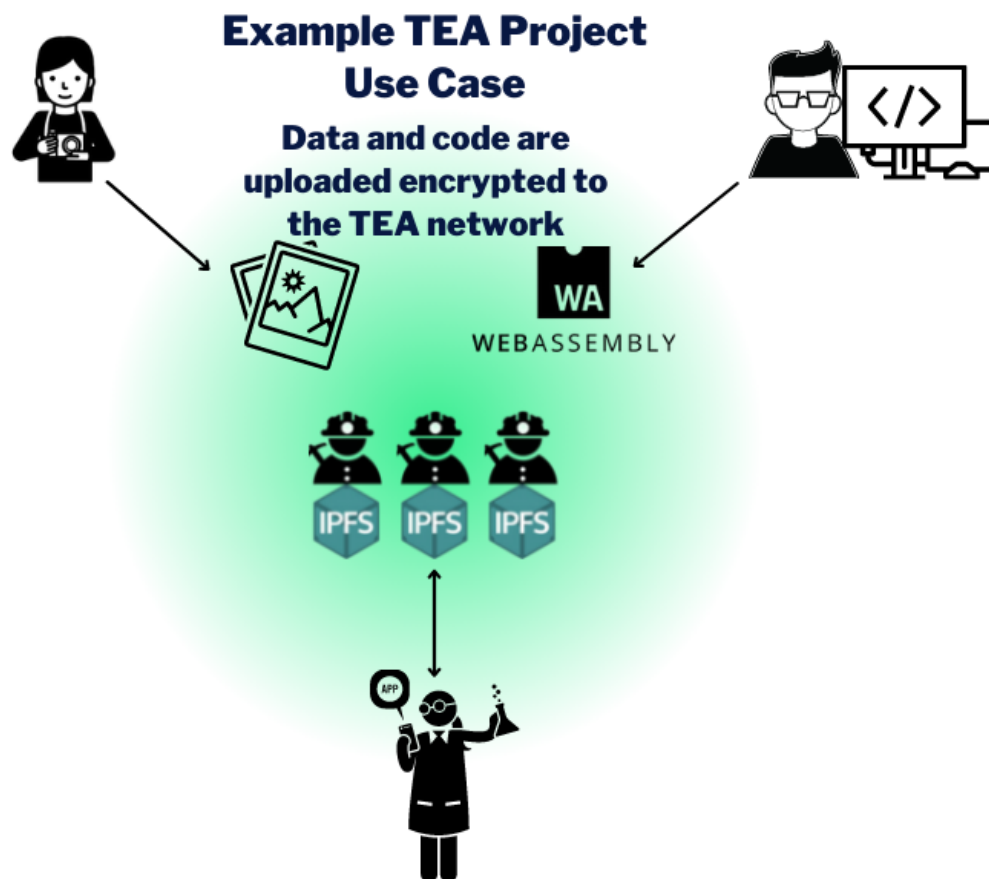 Example TEA Project
Use Case
Data and code are
uploaded encrypted to
the TEA network
</>
WA
WEBASSEMBLY
IPFS
IPFS
IPFS
APP